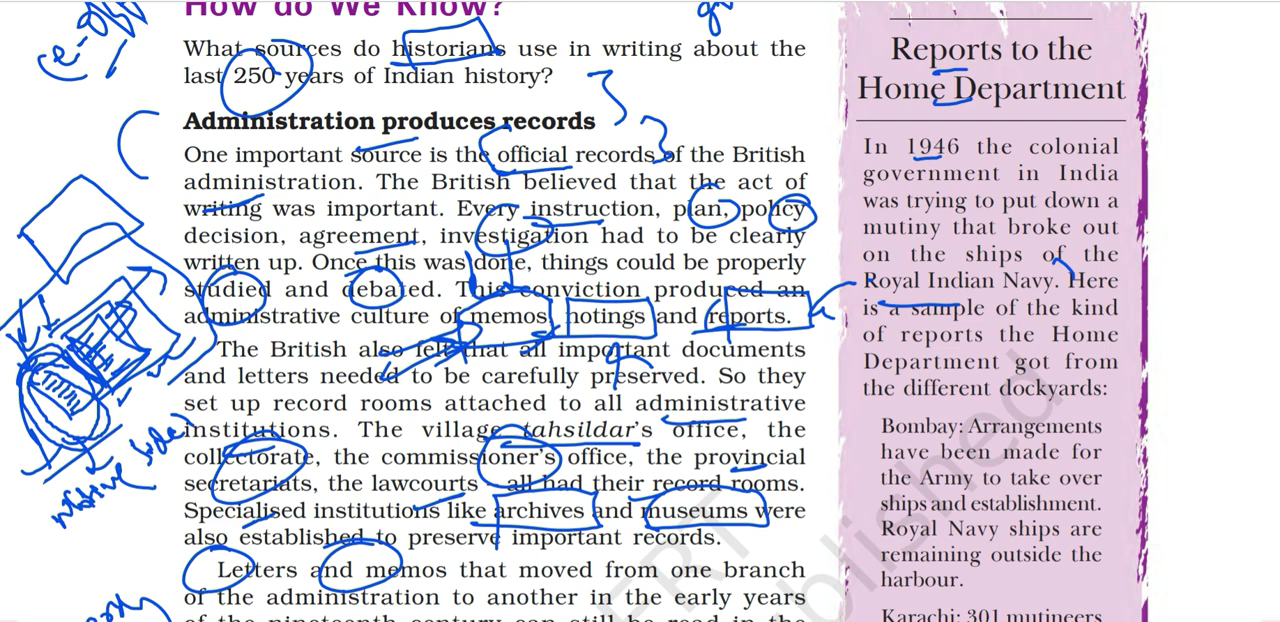 How do We Know?
What sources do historians use in writing about the
last 250 years of Indian history?
Administration produces records
One important source is the official records of the British
administration. The British believed that the act of
writing was important. Every instruction, plan, policy
decision, agreement, investigation had to be clearly
written up. Once this was done, things could be properly
studied and debated. This conviction produced an
administrative culture of memos, notings and reports.
The British also felt that all important documents
and letters needed to be carefully preserved. So they
set up record rooms attached to all administrative
institutions. The village tahsildar's office, the
collectorate, the commissioner's office, the provincial
secretariats, the lawcourts – all had their record rooms.
Specialised institutions like archives and museums were
also established to preserve important records.
Letters and memos that moved from one branch
of the administration to another in the early years
of the nineteenth century can still be read in the
Reports to the
Home Department
In 1946 the colonial
government in India
was trying to put down a
mutiny that broke out
on the ships of the
Royal Indian Navy. Here
is a sample of the kind
of reports the Home
Department got from
the different dockyards:
Bombay: Arrangements
have been made for
the Army to take over
ships and establishment.
Royal Navy ships are
remaining outside the
harbour.
Karachi: 301 mutineers